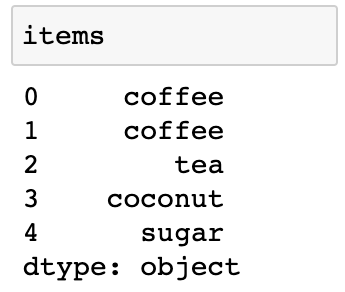 items
0 coffee
1 coffee
2 tea
3 coconut
4 sugar
dtype: object